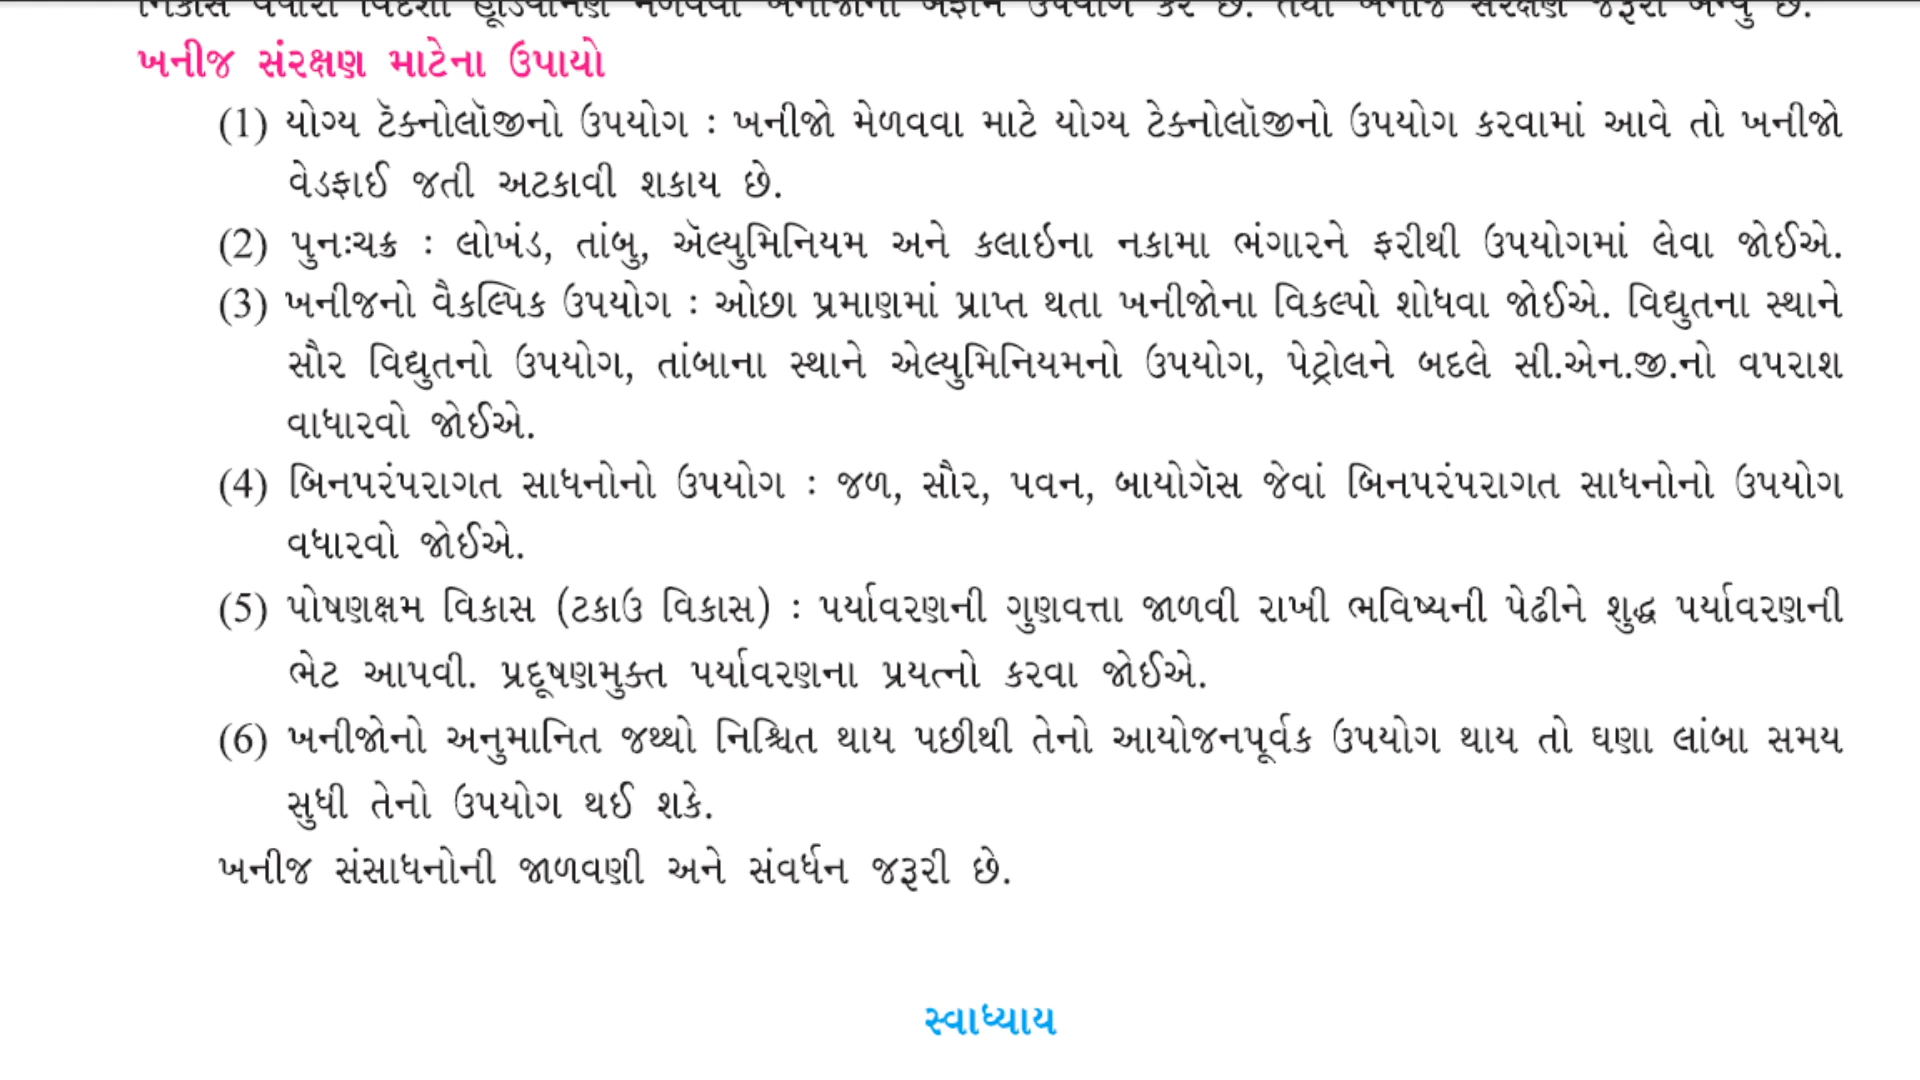 ખનીજ સંરક્ષણ માટેના ઉપાયો
(1) યોગ્ય ટૅક્નોલૉજીનો ઉપયોગ : ખનીજો મેળવવા માટે યોગ્ય ટેક્નોલૉજીનો ઉપયોગ કરવામાં આવે તો ખનીજો
વેડફાઈ જતી અટકાવી શકાય છે.
(2) પુનઃચક્ર : લોખંડ, તાંબુ, ઍલ્યુમિનિયમ અને કલાઇના નકામા ભંગારને ફરીથી ઉપયોગમાં લેવા જોઈએ.
(3) ખનીજનો વૈકલ્પિક ઉપયોગ : ઓછા પ્રમાણમાં પ્રાપ્ત થતા ખનીજોના વિકલ્પો શોધવા જોઈએ. વિદ્યુતના સ્થાને
સૌર વિદ્યુતનો ઉપયોગ, તાંબાના સ્થાને એલ્યુમિનિયમનો ઉપયોગ, પેટ્રોલને બદલે સી.એન.જી.નો વપરાશ
વાધારવો જોઈએ.
(4) બિનપરંપરાગત સાધનોનો ઉપયોગ : જળ, સૌર, પવન, બાયોગૅસ જેવાં બિનપરંપરાગત સાધનોનો ઉપયોગ
વધારવો જોઈએ.
(5) પોષણક્ષમ વિકાસ (ટકાઉ વિકાસ) : પર્યાવરણની ગુણવત્તા જાળવી રાખી ભવિષ્યની પેઢીને શુદ્ધ પર્યાવરણની
ભેટ આપવી. પ્રદૂષણમુક્ત પર્યાવરણના પ્રયત્નો કરવા જોઈએ.
(6) ખનીજોનો અનુમાનિત જથ્થો નિશ્ચિત થાય પછીથી તેનો આયોજનપૂર્વક ઉપયોગ થાય તો ઘણા લાંબા સમય
સુધી તેનો ઉપયોગ થઈ શકે.
ખનીજ સંસાધનોની જાળવણી અને સંવર્ધન જરૂરી છે.
સ્વાધ્યાય